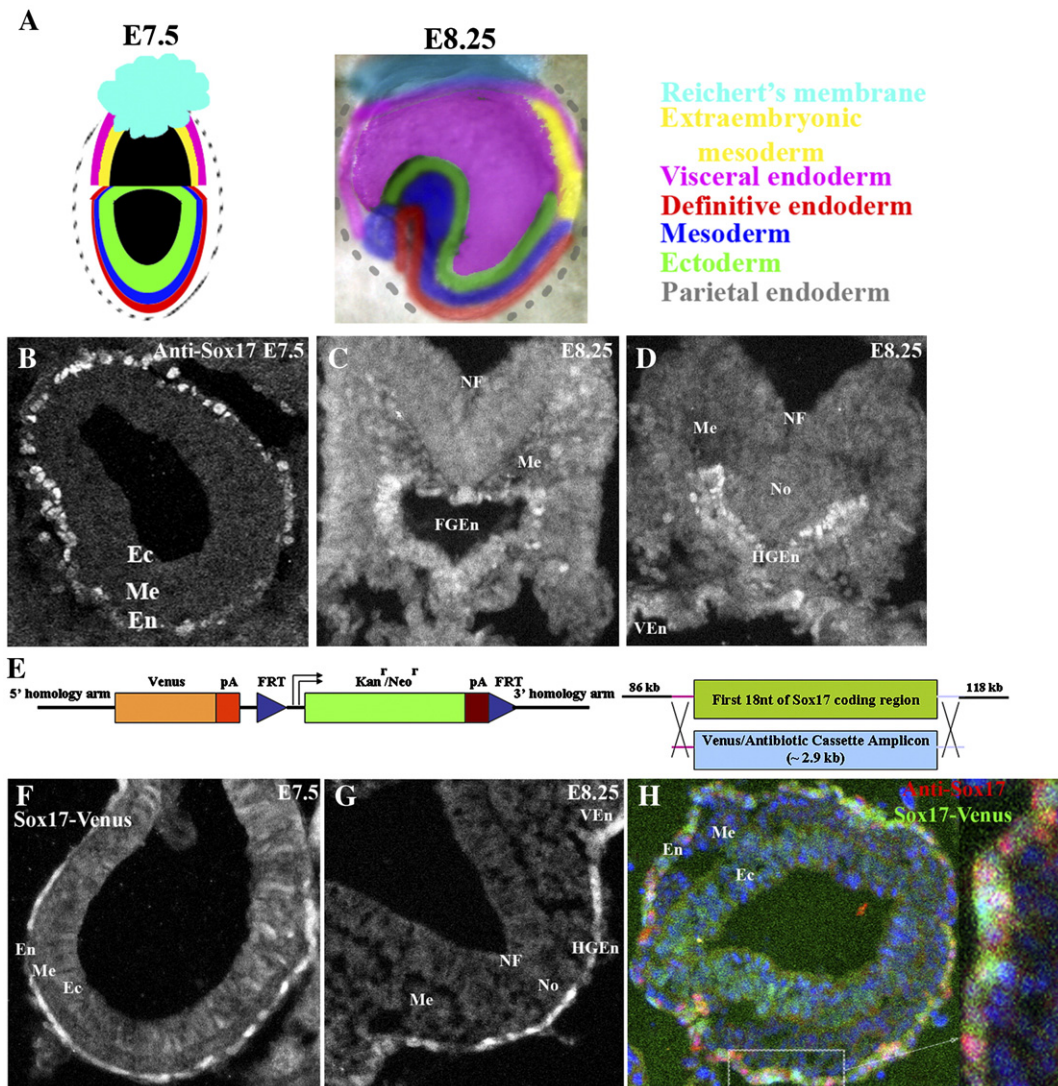 A
E7.5
E8.25
Reichert's membrane
Extraembryonic
mesoderm
Visceral endoderm
Definitive endoderm
Mesoderm
Ectoderm
Parietal endoderm
B
Anti-Sox17 E7.5
Ec
Me
En
C
E8.25
NF
Me
FGEn
D
E8.25
Me
NF
No
HGEn
VEn
E
5' homology arm
Venus
pA
FRT
Kanr/Neor
pA
FRT
3' homology arm
86 kb
118 kb
First 18nt of Sox17 coding region
Venus/Antibiotic Cassette Amplicon
(~ 2.9 kb)
F
E7.5
Sox17-Venus
En
Me
Ec
G
E8.25
VEn
HGEn
NF
No
Me
H
Anti-Sox17
Sox17-Venus
Me
En
Ec